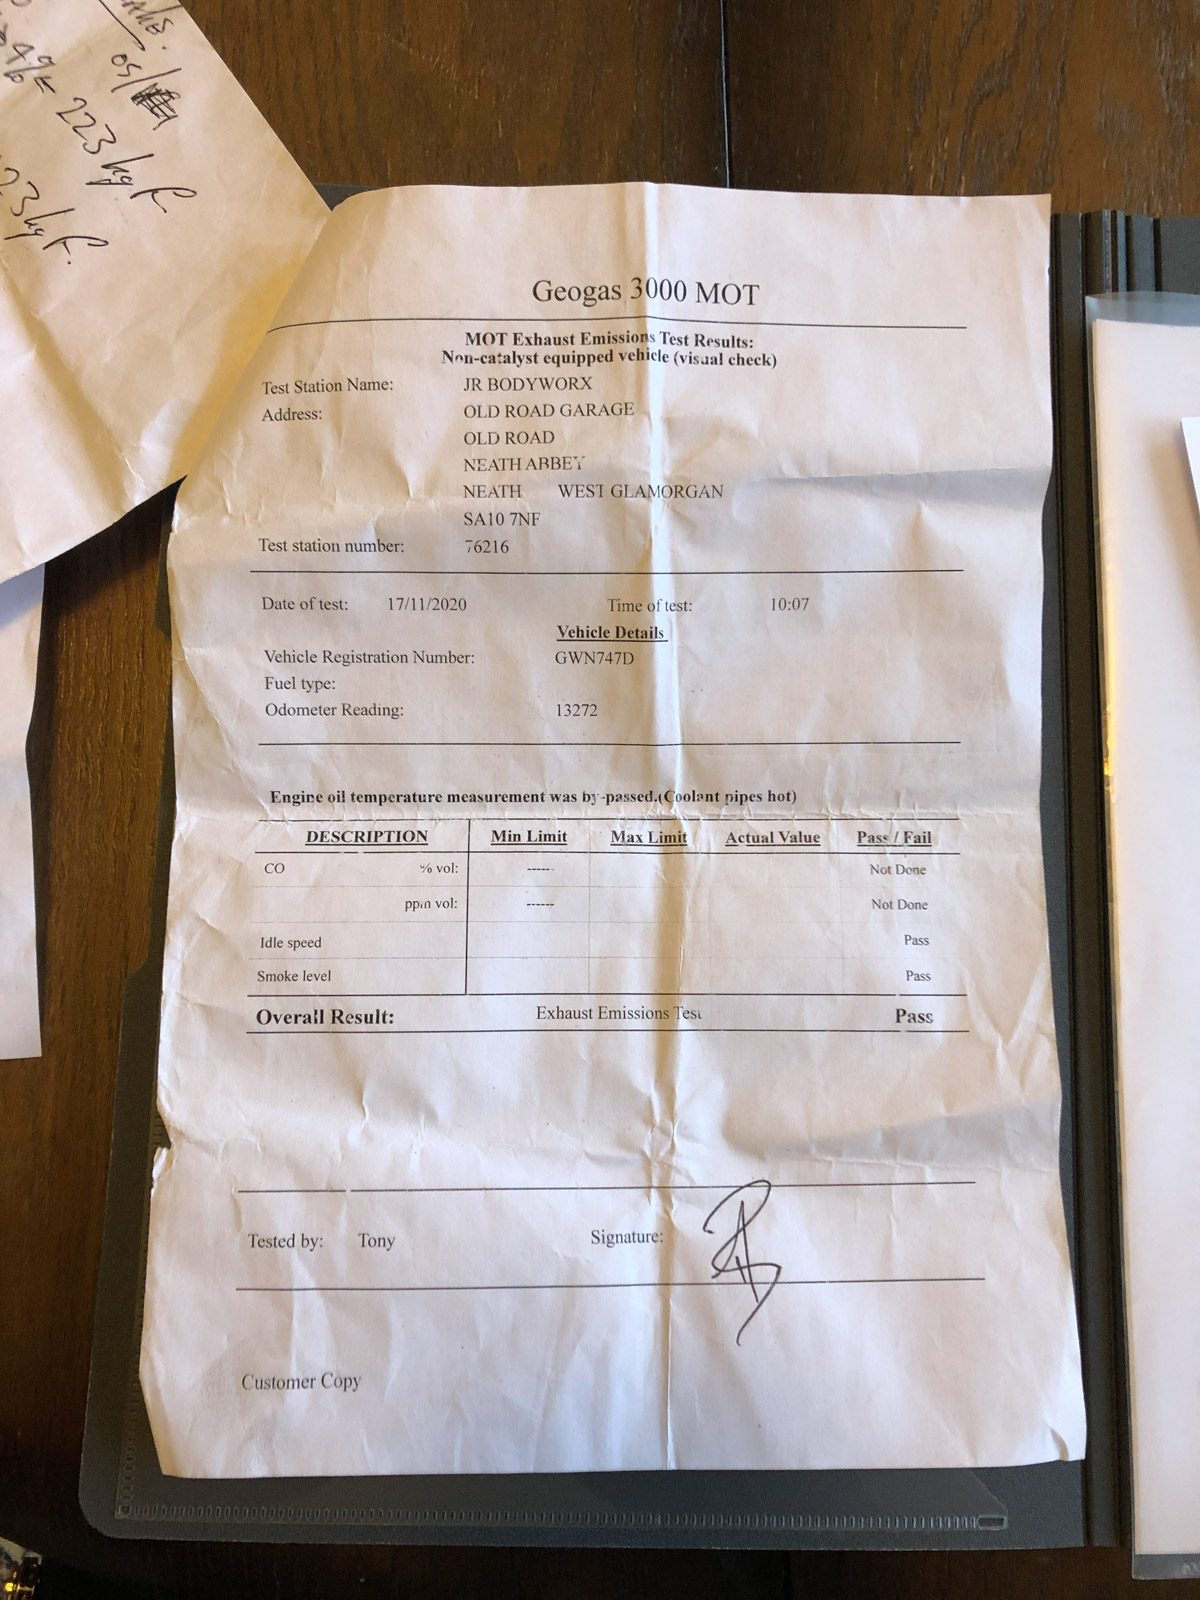 05/
4% = 223 kgF
23kgF.
Geogas 3000 MOT
MOT Exhaust Emissions Test Results:
Non-catalyst equipped vehicle (visual check)
Test Station Name: JR BODYWORX
Address: OLD ROAD GARAGE
OLD ROAD
NEATH ABBEY
NEATH WEST GLAMORGAN
SA10 7NF
Test station number: 76216
Date of test: 17/11/2020 Time of test: 10:07
Vehicle Details
Vehicle Registration Number: GWN747D
Fuel type:
Odometer Reading: 13272
Engine oil temperature measurement was by-passed.(Coolant pipes hot)
DESCRIPTION Min Limit Max Limit Actual Value Pass / Fail
CO % vol: ------ Not Done
ppm vol: ------ Not Done
Idle speed Pass
Smoke level Pass
Overall Result: Exhaust Emissions Test Pass
Tested by: Tony Signature:
Customer Copy